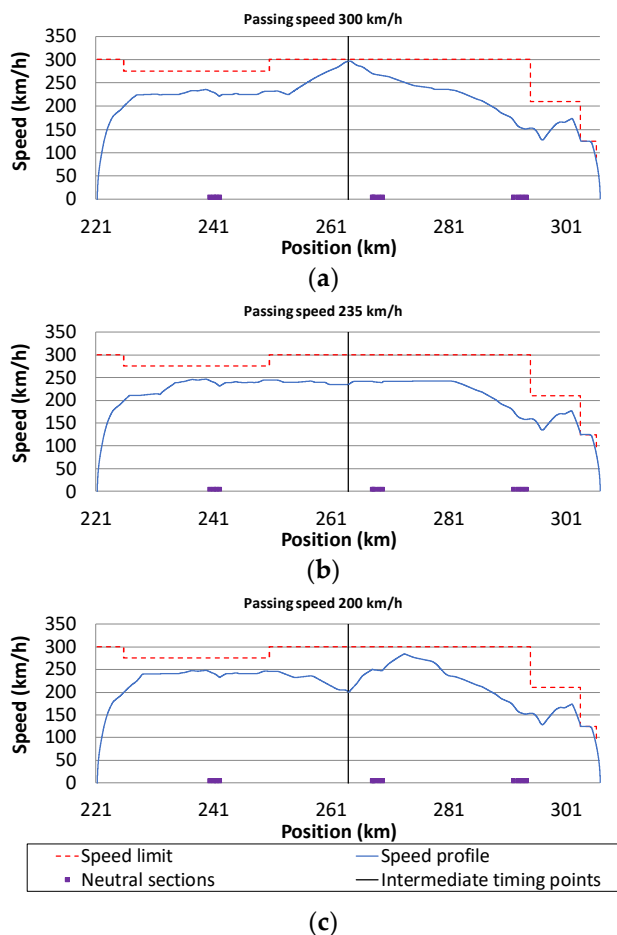 Passing speed 300 km/h
350
300
250
200
150
100
50
0
Speed (km/h)
221 241 261 281 301
Position (km)
(a)
Passing speed 235 km/h
350
300
250
200
150
100
50
0
Speed (km/h)
221 241 261 281 301
Position (km)
(b)
Passing speed 200 km/h
350
300
250
200
150
100
50
0
Speed (km/h)
221 241 261 281 301
Position (km)
Speed limit Speed profile
Neutral sections Intermediate timing points
(c)